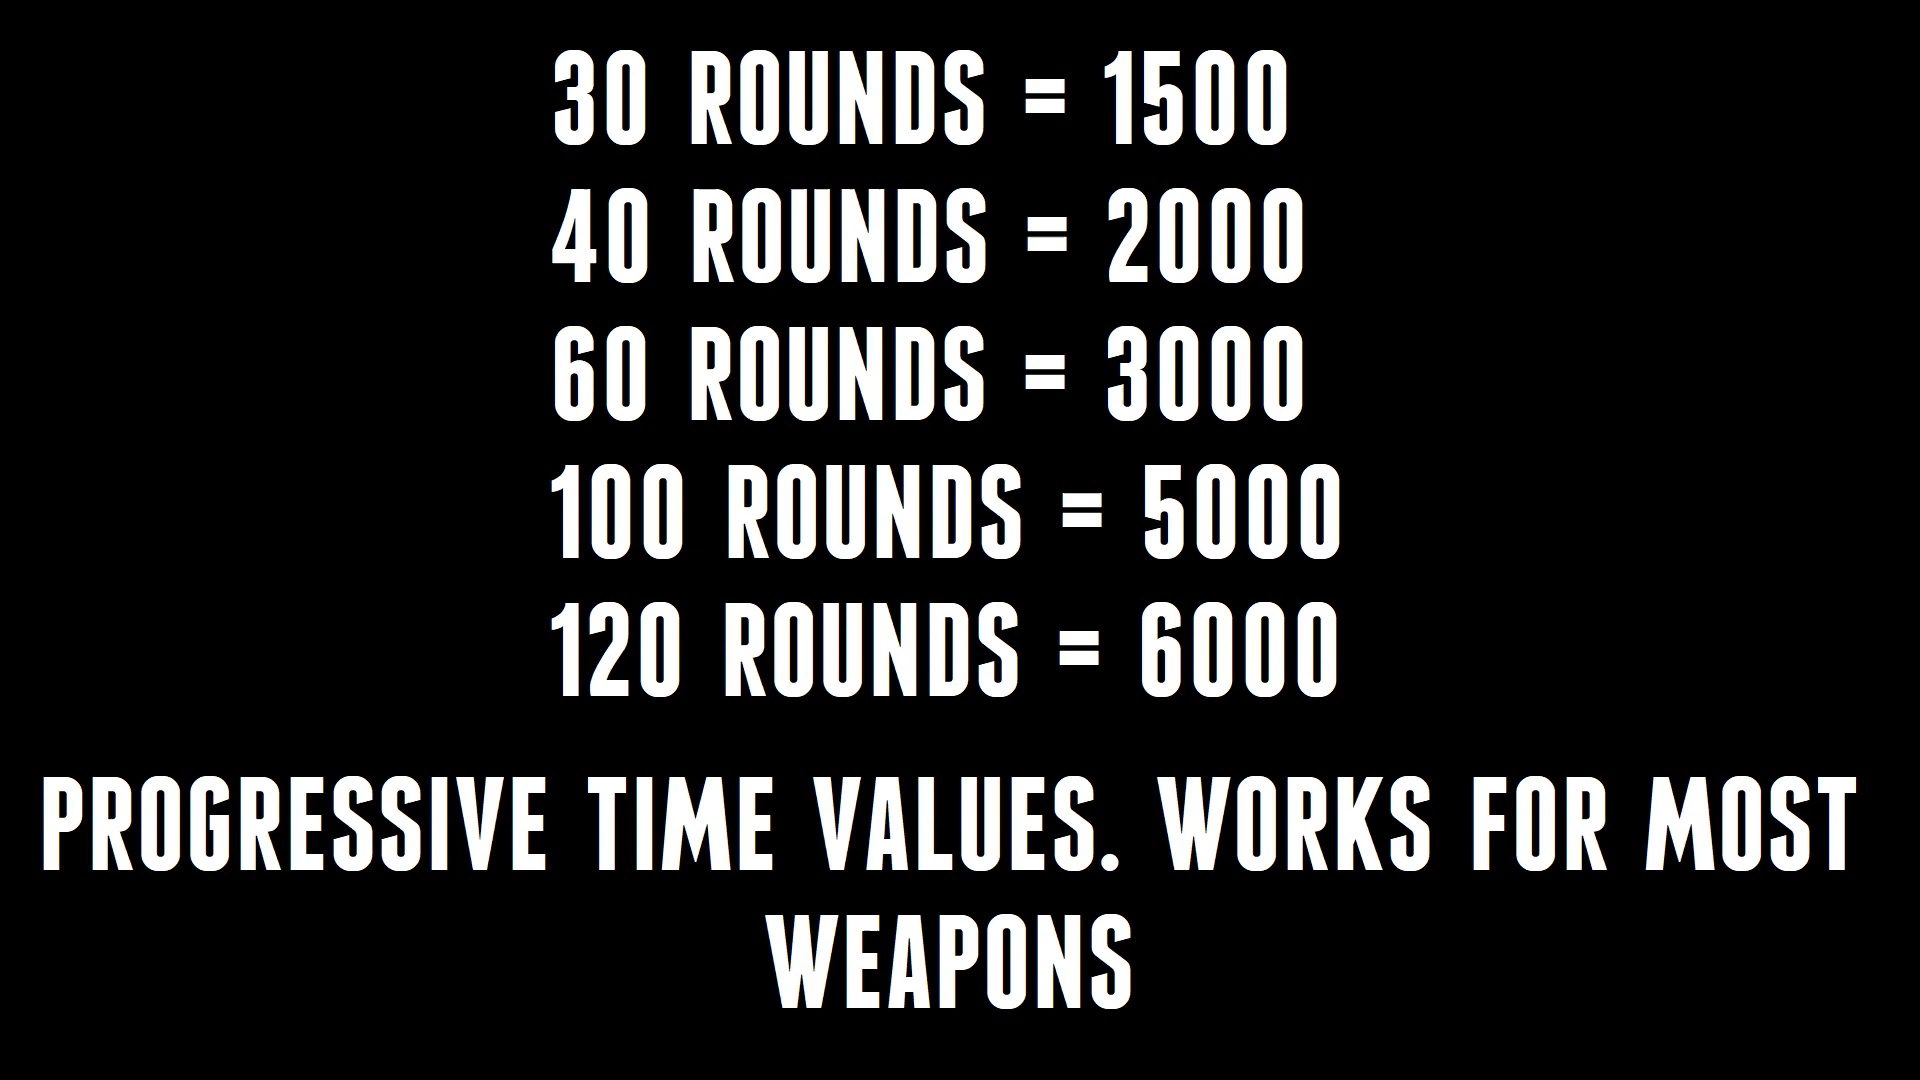 30 ROUNDS = 1500
40 ROUNDS = 2000
60 ROUNDS = 3000
100 ROUNDS = 5000
120 ROUNDS = 6000
PROGRESSIVE TIME VALUES. WORKS FOR MOST
WEAPONS